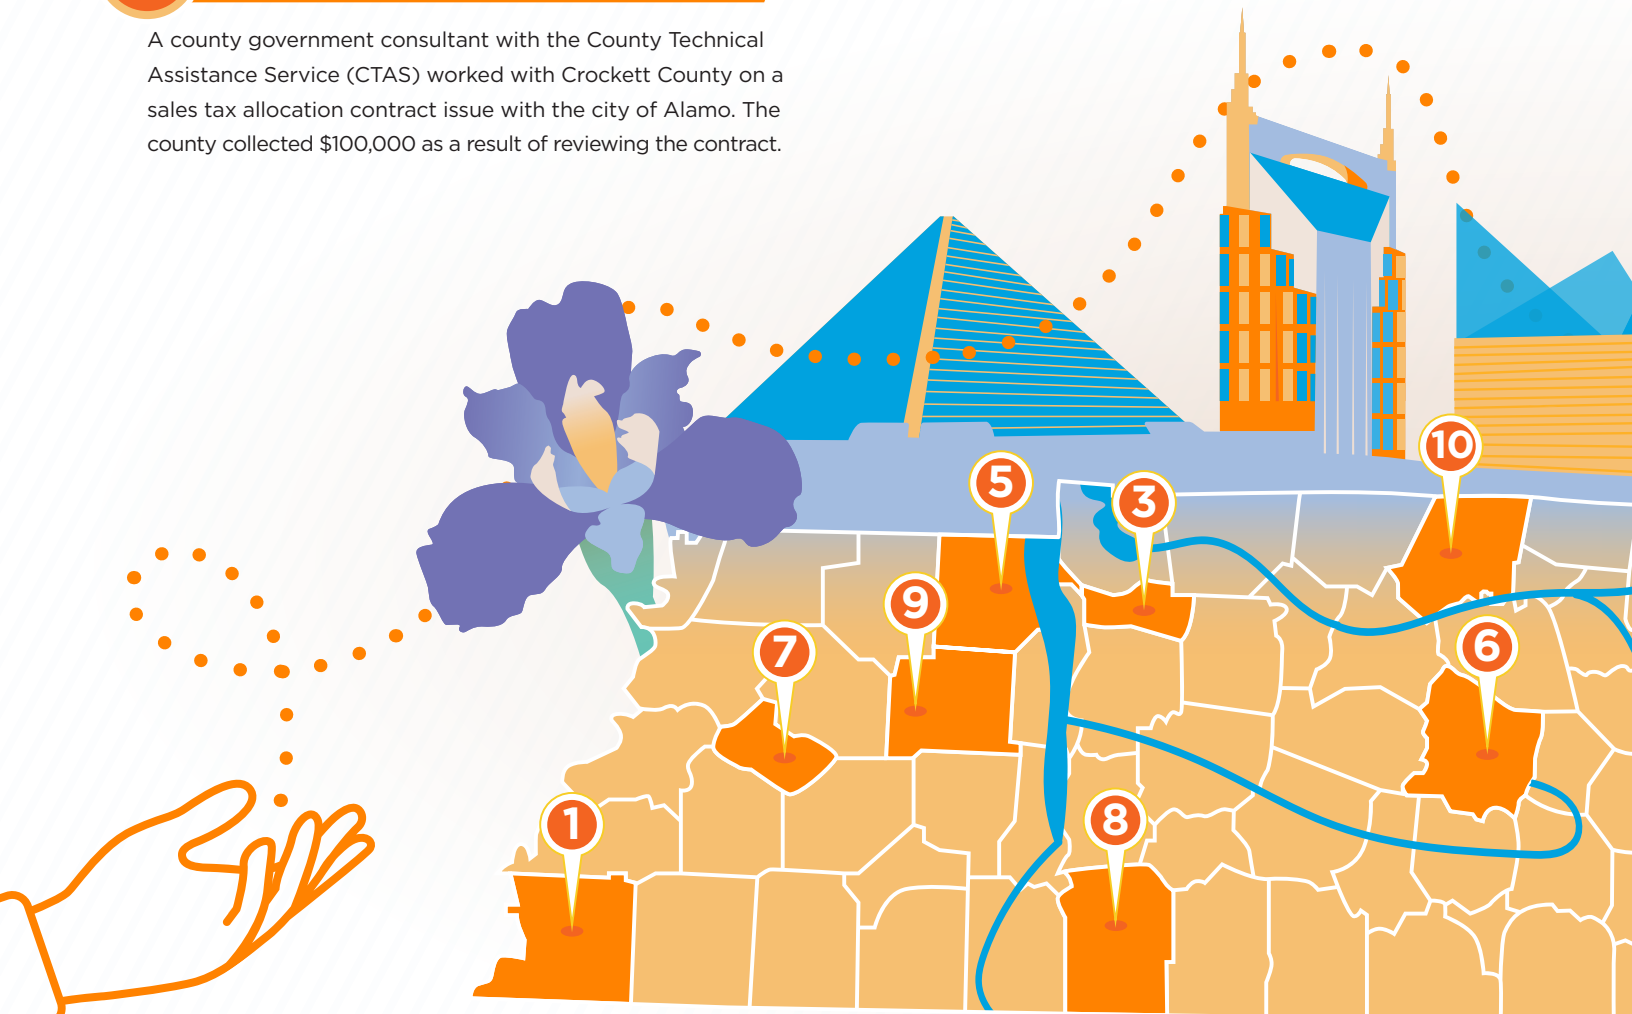 A county government consultant with the County Technical
Assistance Service (CTAS) worked with Crockett County on a
sales tax allocation contract issue with the city of Alamo. The
county collected $100,000 as a result of reviewing the contract.
10
5
3
9
6
7
1
8